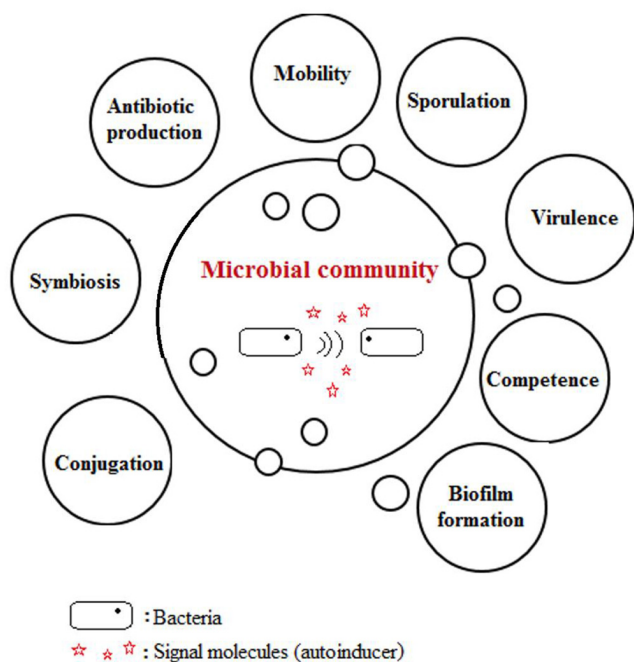 Mobility
Sporulation
Antibiotic
production
Virulence
Symbiosis
Microbial community
Competence
Conjugation
Biofilm
formation
: Bacteria
: Signal molecules (autoinducer)